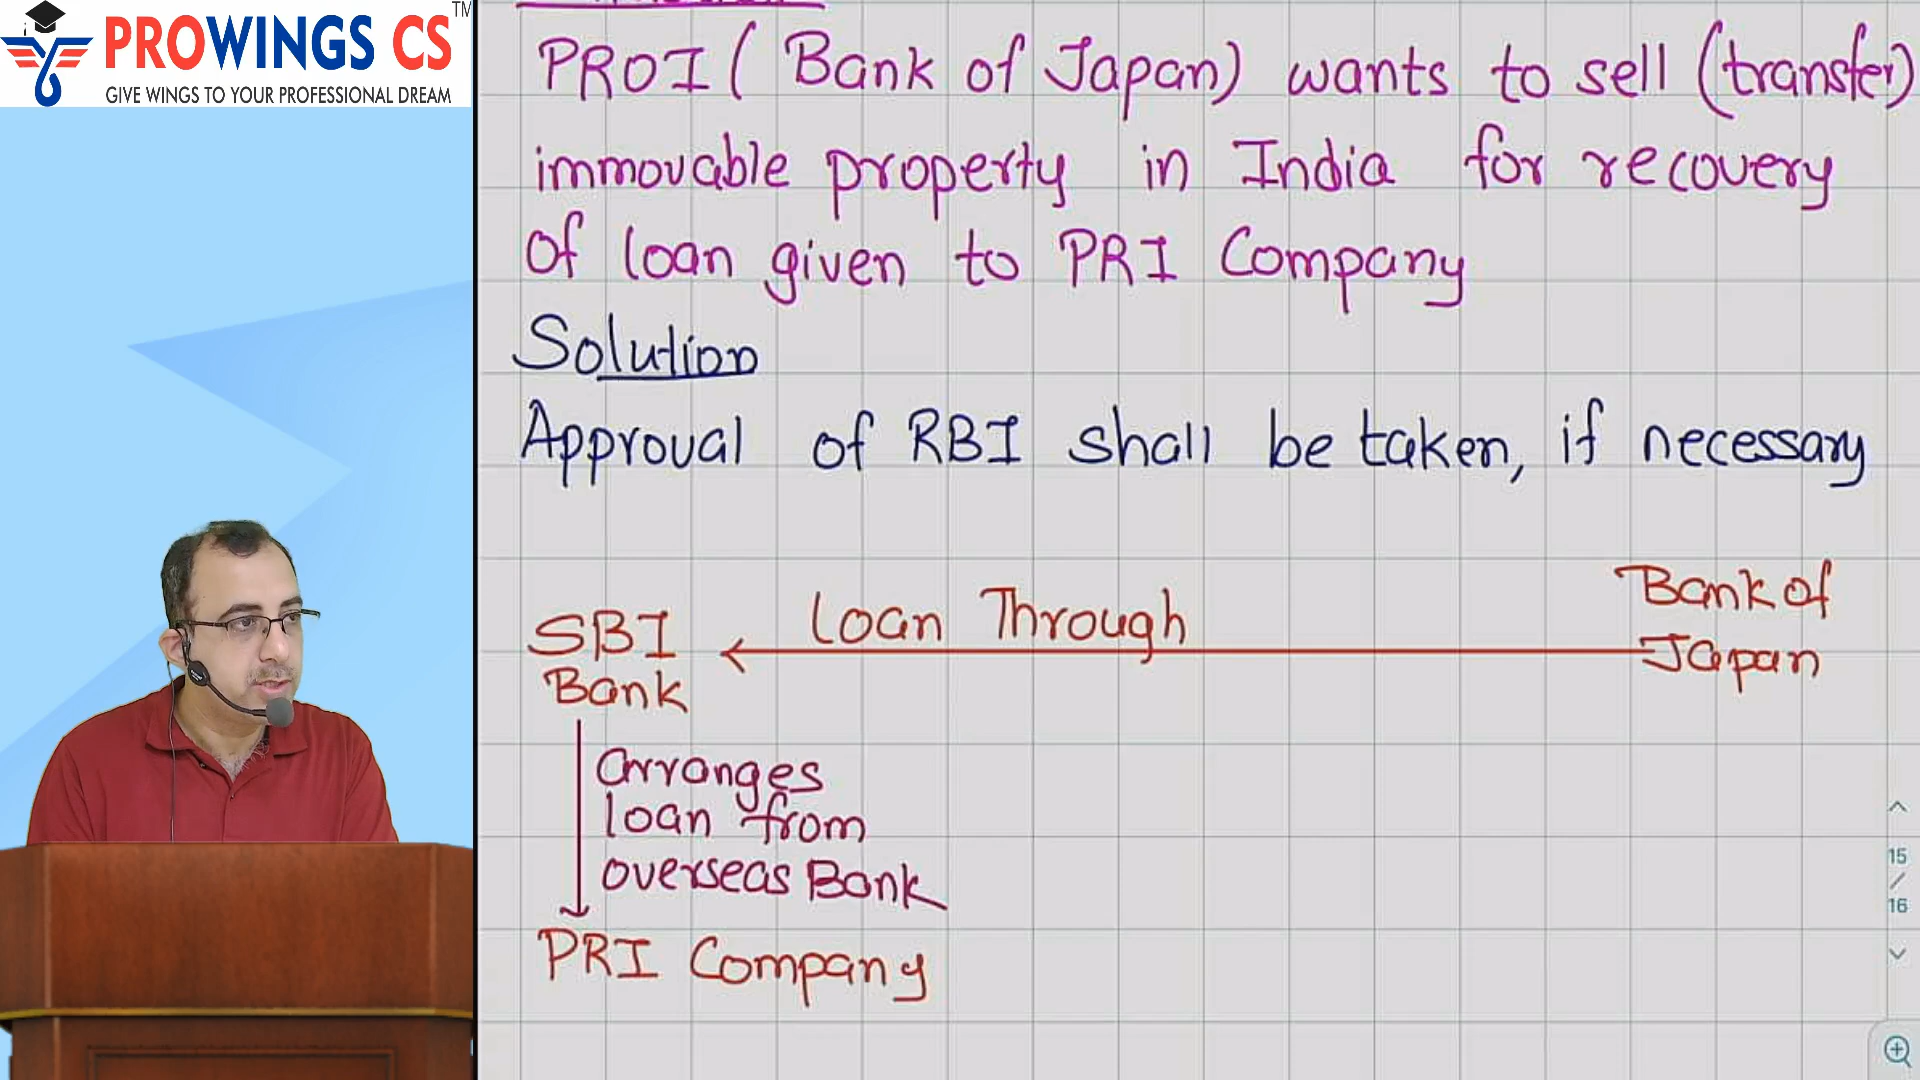 PROWINGS CS TM
GIVE WINGS TO YOUR PROFESSIONAL DREAM
PROI ( Bank of Japan) wants to sell (transfer)
immovable property in India for recovery
of loan given to PRI Company
Solution
Approval of RBI shall be taken, if necessary
SBI Bank
Loan Through
Bank of Japan
arranges
loan from
overseas Bank
PRI Company
15
/
16